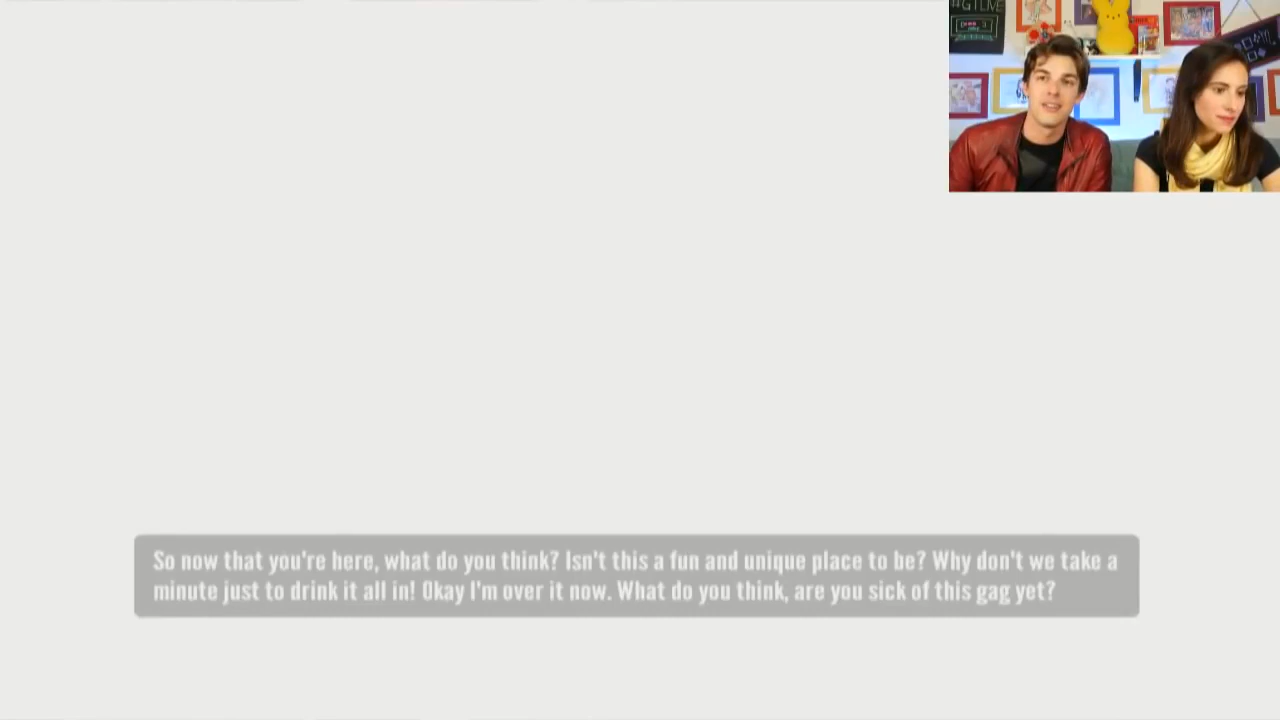 #GTLIVE
So now that you're here, what do you think? Isn't this a fun and unique place to be? Why don't we take a
minute just to drink it all in! Okay I'm over it now. What do you think, are you sick of this gag yet?